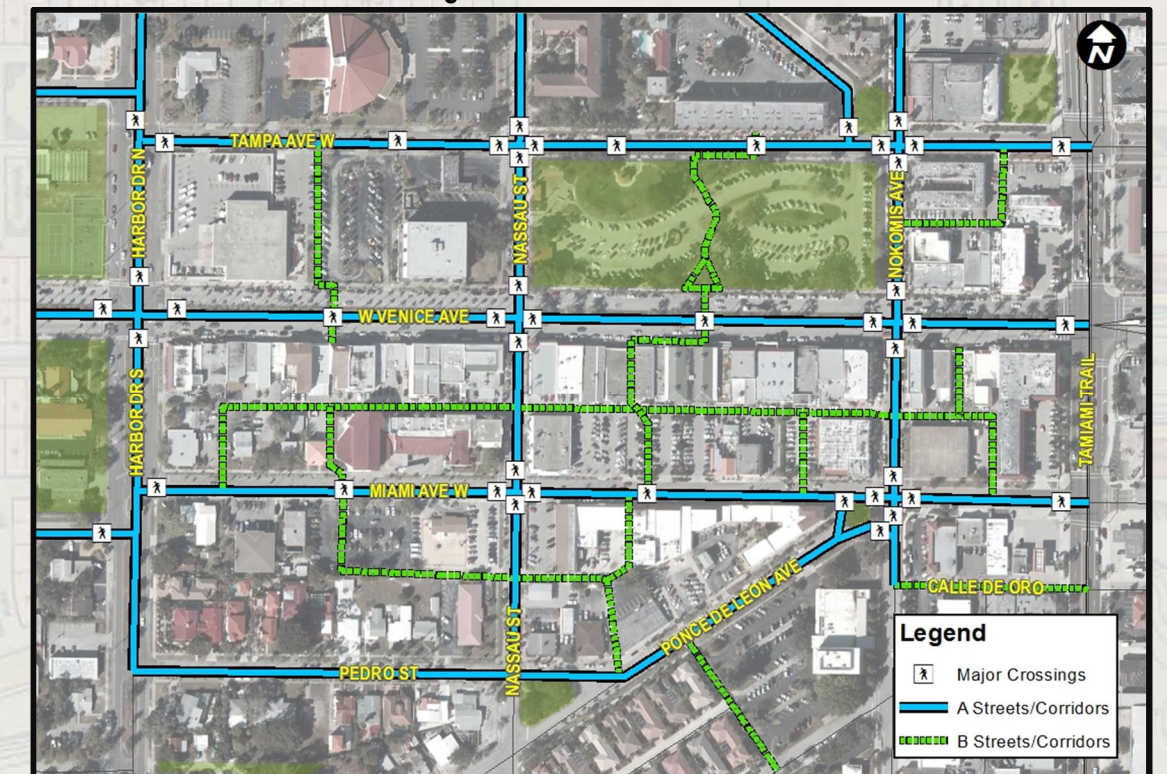 N
TAMPA AVE W
HARBOR DR N
NASSAU ST
NOKOMIS AVE
W VENICE AVE
HARBOR DR S
TAMIAMI TRAIL
MIAMI AVE W
CALLE DE ORO
PONCE DE LEON AVE
NASSAU ST
PEDRO ST
Legend
Major Crossings
A Streets/Corridors
B Streets/Corridors